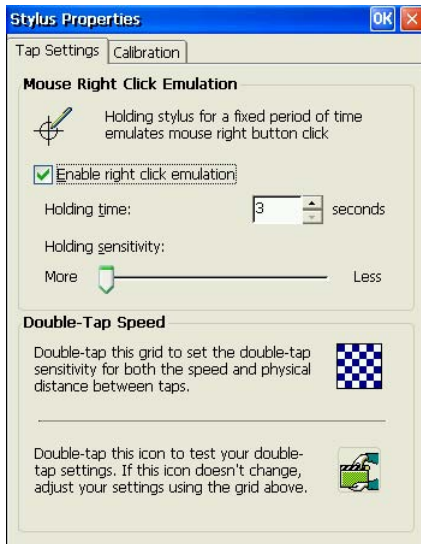 Stylus Properties
OK
Tap Settings
Calibration
Mouse Right Click Emulation
Holding stylus for a fixed period of time
emulates mouse right button click
Enable right click emulation
Holding time:
3
seconds
Holding sensitivity:
More
Less
Double-Tap Speed
Double-tap this grid to set the double-tap
sensitivity for both the speed and physical
distance between taps.
Double-tap this icon to test your double-
tap settings. If this icon doesn't change,
adjust your settings using the grid above.